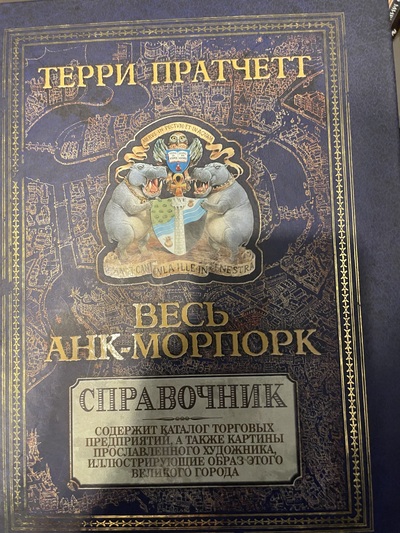 ТЕРРИ ПРАТЧЕТТ
ВЕСЬ
АНК-МОРПОРК
СПРАВОЧНИК
СОДЕРЖИТ КАТАЛОГ ТОРГОВЫХ
ПРЕДПРИЯТИЙ, А ТАКЖЕ КАРТИНЫ
ПРОСЛАВЛЕННОГО ХУДОЖНИКА,
ИЛЛЮСТРИРУЮЩИЕ ОБРАЗ ЭТОГО
ВЕЛИКОГО ГОРОДА